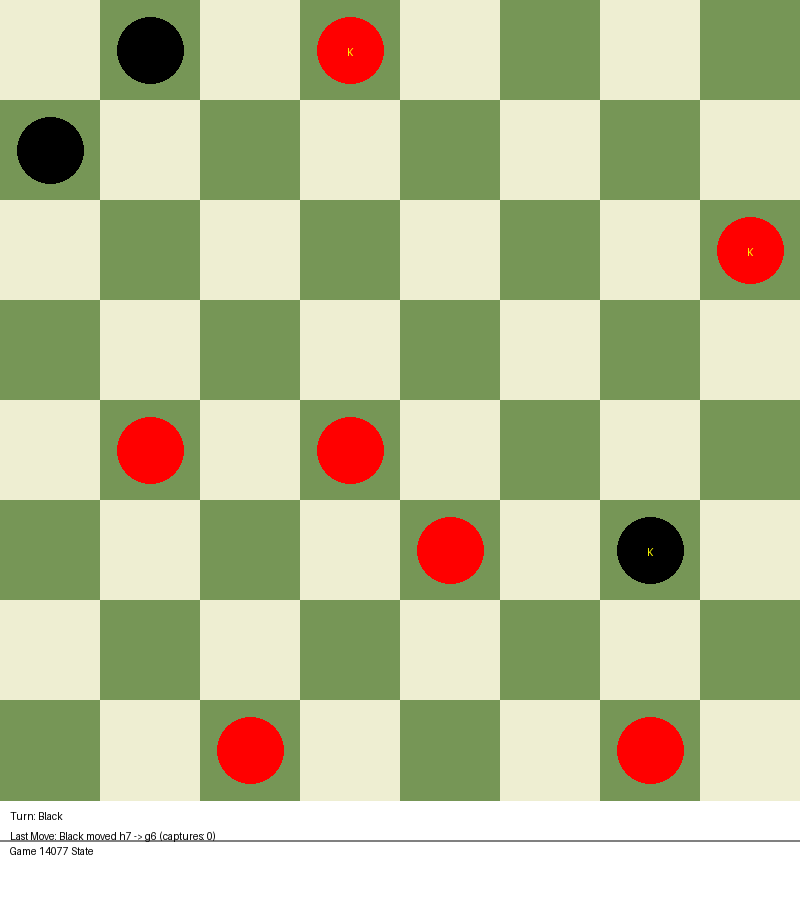 K
K
K
Turn: Black
Last Move: Black moved h7 -> g6 (captures: 0)
Game 14077 State